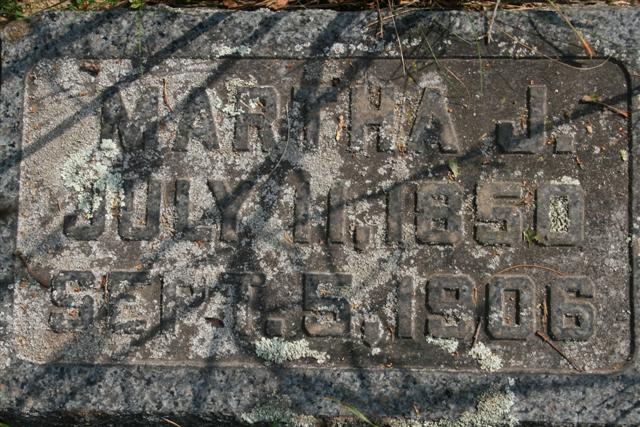 MARTHA J.
JULY 11, 1850
SEPT. 5, 1906